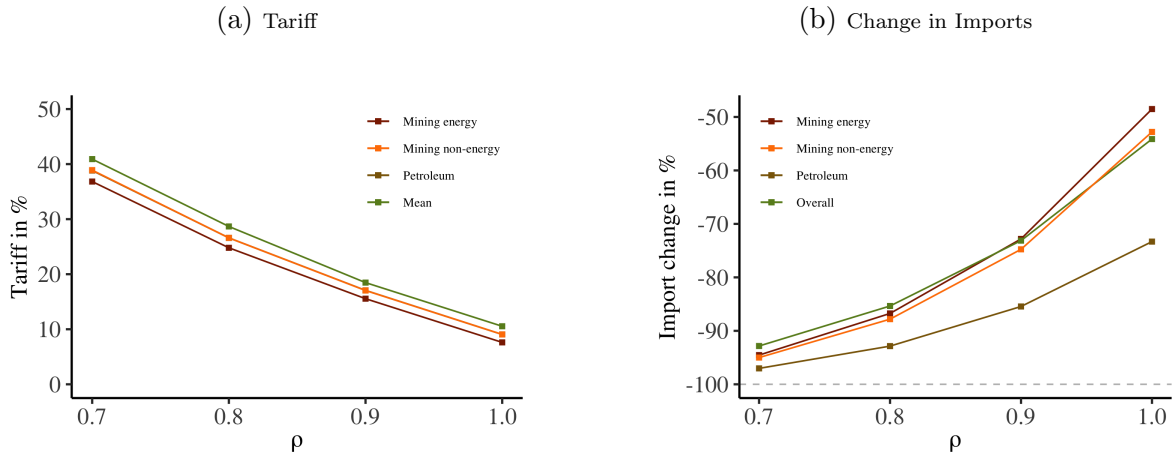 (a) Tariff
Tariff in %
50
40
30
20
10
0
0.7 0.8 0.9 1.0
ρ
Mining energy
Mining non-energy
Petroleum
Mean
(b) Change in Imports
Import change in %
-50
-60
-70
-80
-90
-100
0.7 0.8 0.9 1.0
ρ
Mining energy
Mining non-energy
Petroleum
Overall